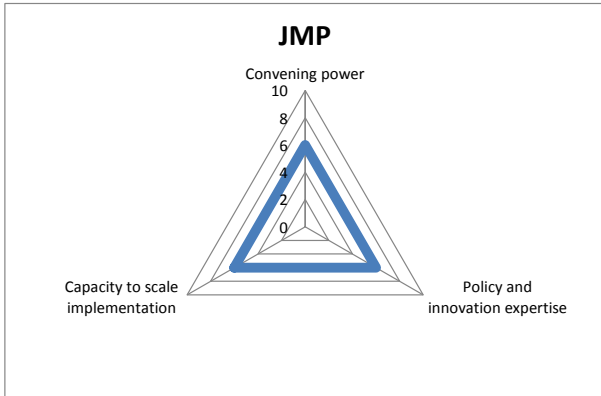 JMP
Convening power
10
8
6
4
2
0
Capacity to scale
implementation
Policy and
innovation expertise